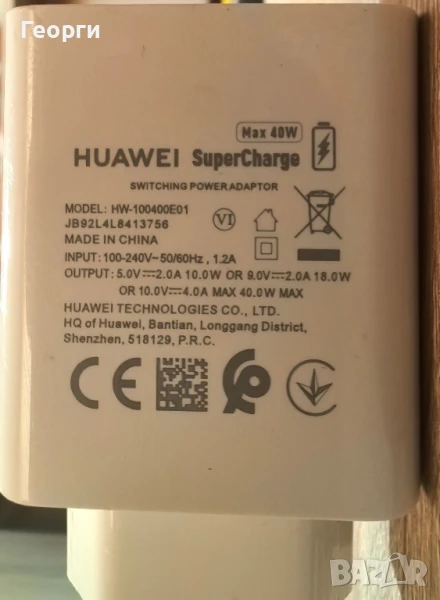 Георги
Max 40W
HUAWEI SuperCharge
SWITCHING POWER ADAPTOR
MODEL: HW-100400E01
JB92L4L8413756
VI
MADE IN CHINA
INPUT: 100-240V~50/60Hz, 1.2A
OUTPUT: 5.0V⎓2.0A 10.0W OR 9.0V⎓2.0A 18.0W
OR 10.0V⎓4.0A MAX 40.0W MAX
HUAWEI TECHNOLOGIES CO., LTD.
HQ of Huawei, Bantian, Longgang District,
Shenzhen, 518129, P.R.C.
CE
BAZAR